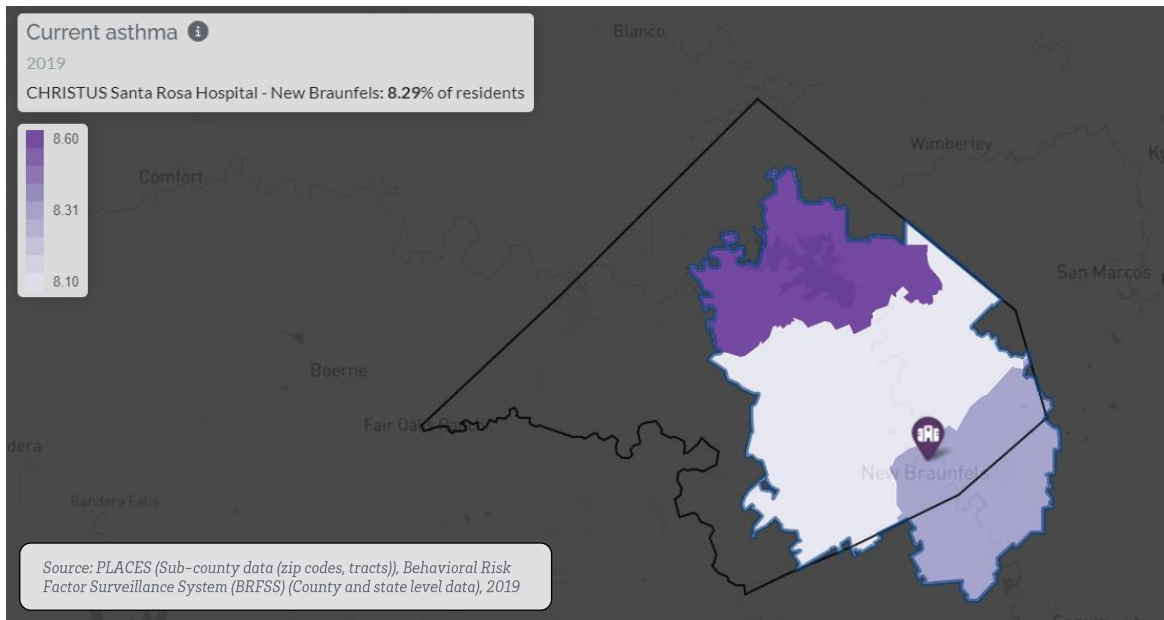 Current asthma
2019
CHRISTUS Santa Rosa Hospital - New Braunfels: 8.29% of residents
8.60
8.31
8.10
Blanco
Wimberley
Comfort
San Marcos
Boerne
Fair Oaks Ranch
New Braunfels
Bandera Falls
Source: PLACES (Sub-county data (zip codes, tracts)), Behavioral Risk
Factor Surveillance System (BRFSS) (County and state level data), 2019